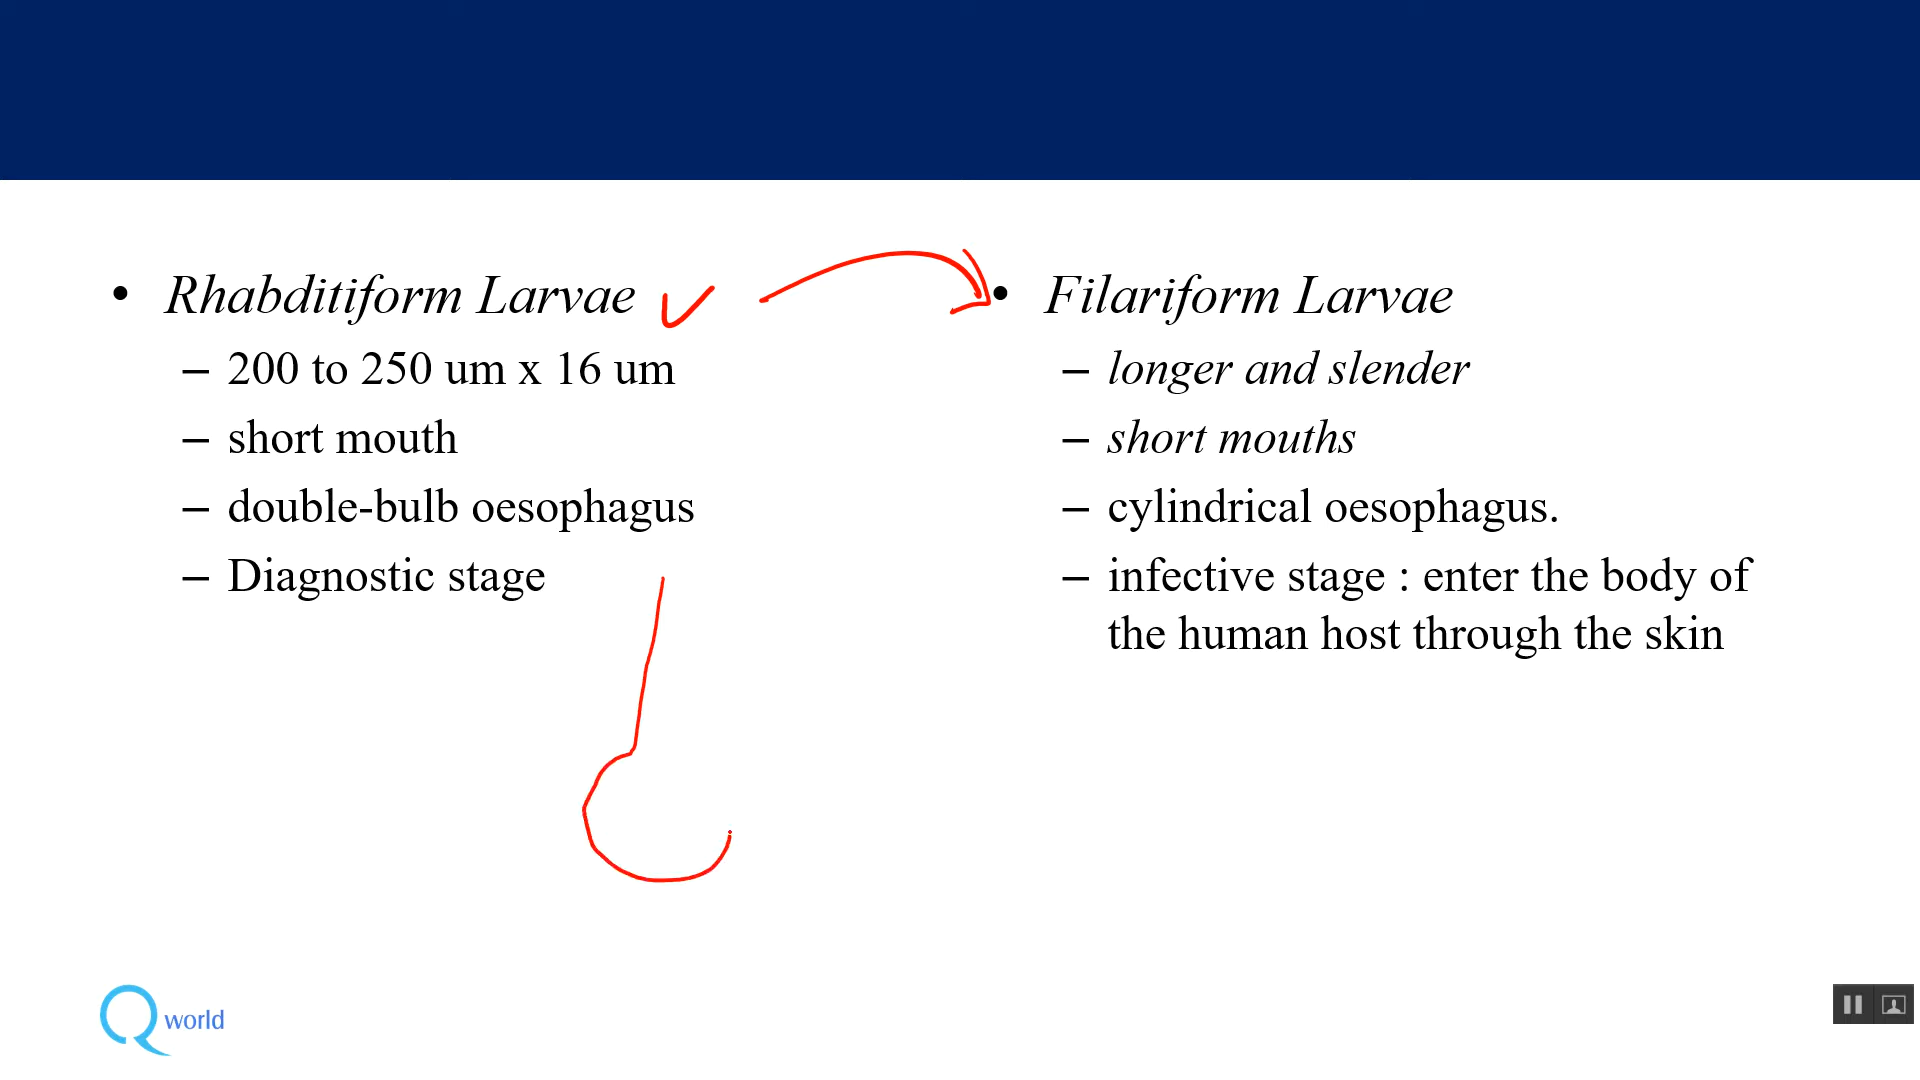 • Rhabditiform Larvae
– 200 to 250 um x 16 um
– short mouth
– double-bulb oesophagus
– Diagnostic stage
• Filariform Larvae
– longer and slender
– short mouths
– cylindrical oesophagus.
– infective stage : enter the body of
the human host through the skin
Q world